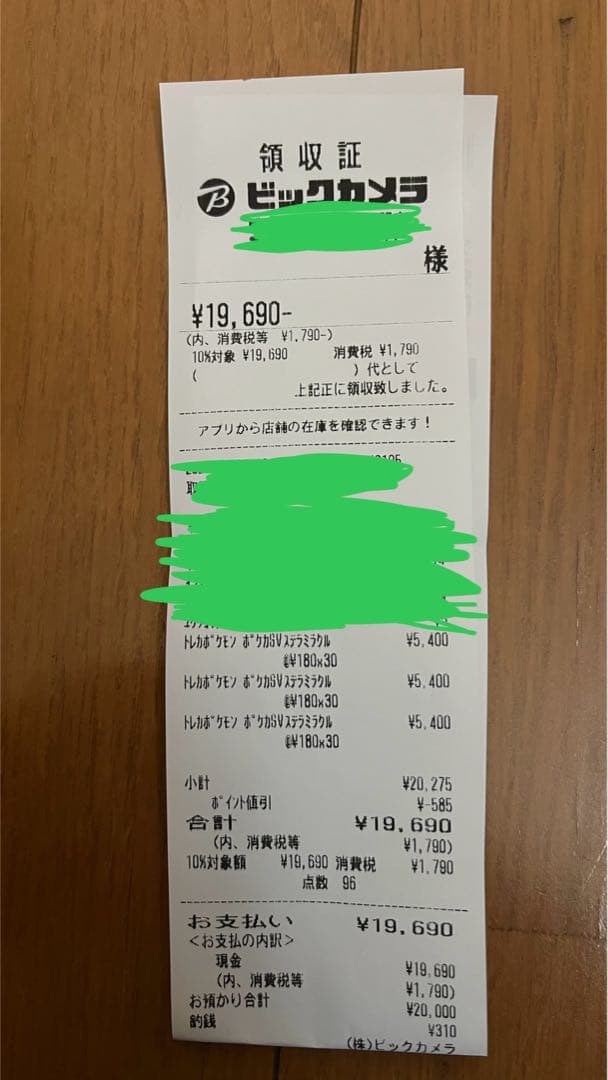 領収証
ビックカメラ
様
¥19,690-
(内、消費税等 ¥1,790-)
10%対象 ¥19,690 消費税 ¥1,790
( )代として
上記正に領収致しました。
アプリから店舗の在庫を確認できます!
取
トレカポケモン ポケカSVステラミラクル ¥5,400
@¥180x30
トレカポケモン ポケカSVステラミラクル ¥5,400
@¥180x30
トレカポケモン ポケカSVステラミラクル ¥5,400
@¥180x30
小計 ¥20,275
ポイント値引 ¥-585
合計 ¥19,690
(内、消費税等 ¥1,790)
10%対象額 ¥19,690 消費税 ¥1,790
点数 96
お支払い ¥19,690
<お支払の内訳>
現金 ¥19,690
(内、消費税等 ¥1,790)
お預かり合計 ¥20,000
釣銭 ¥310
(株)ビックカメラ